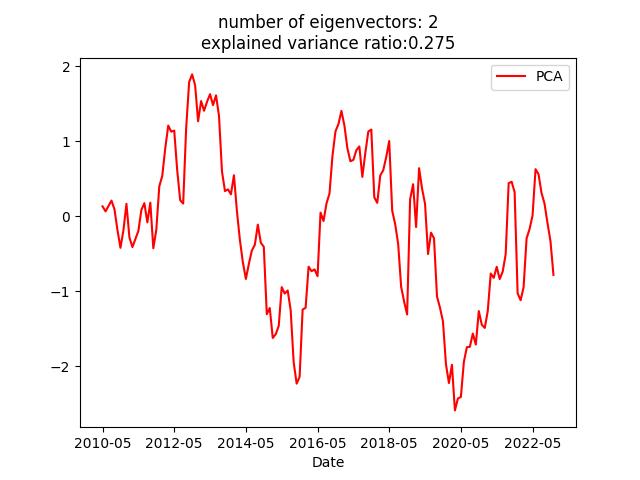 number of eigenvectors: 2
explained variance ratio:0.275
PCA
2
1
0
−1
−2
2010-05 2012-05 2014-05 2016-05 2018-05 2020-05 2022-05
Date